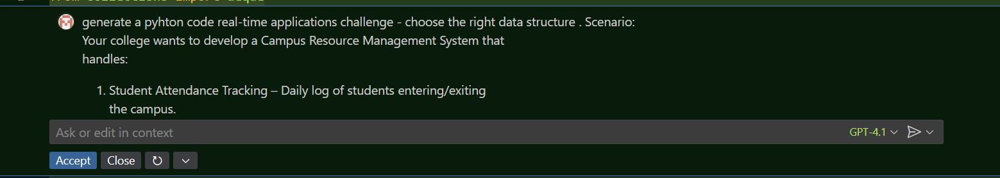 generate a pyhton code real-time applications challenge - choose the right data structure . Scenario:
Your college wants to develop a Campus Resource Management System that
handles:
1. Student Attendance Tracking – Daily log of students entering/exiting
the campus.
Ask or edit in context
GPT-4.1
Accept
Close